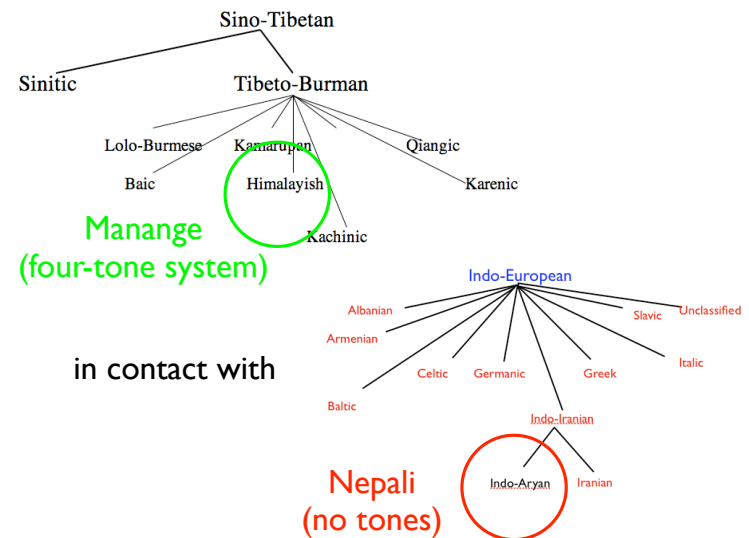 Sino-Tibetan
Sinitic
Tibeto-Burman
Lolo-Burmese
Kamarupan
Qiangic
Baic
Himalayish
Karenic
Kachinic
Manange
(four-tone system)
Indo-European
Albanian
Slavic
Unclassified
Armenian
in contact with
Celtic
Germanic
Greek
Italic
Baltic
Indo-Iranian
Nepali
(no tones)
Indo-Aryan
Iranian